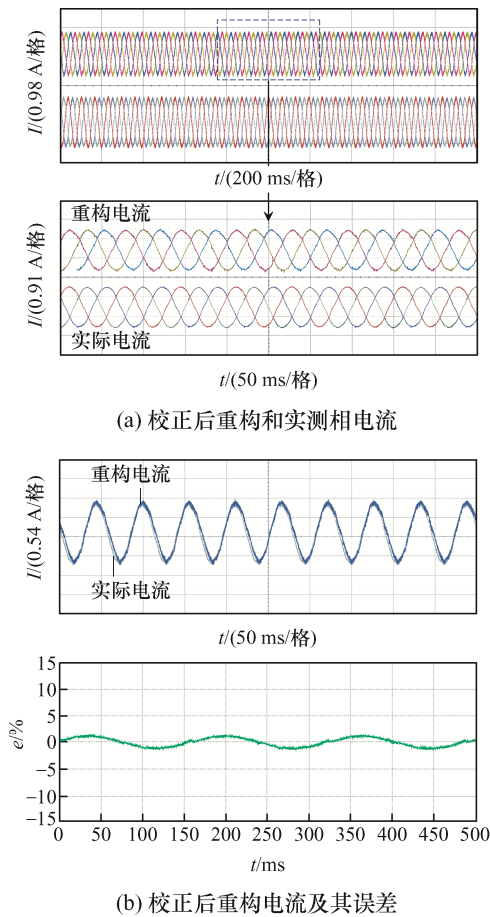 I/(0.98 A/格)
t/(200 ms/格)
重构电流
I/(0.91 A/格)
实际电流
t/(50 ms/格)
(a) 校正后重构和实测相电流
重构电流
I/(0.54 A/格)
实际电流
t/(50 ms/格)
15
10
5
0
−5
−10
−15
e/%
0 50 100 150 200 250 300 350 400 450 500
t/ms
(b) 校正后重构电流及其误差